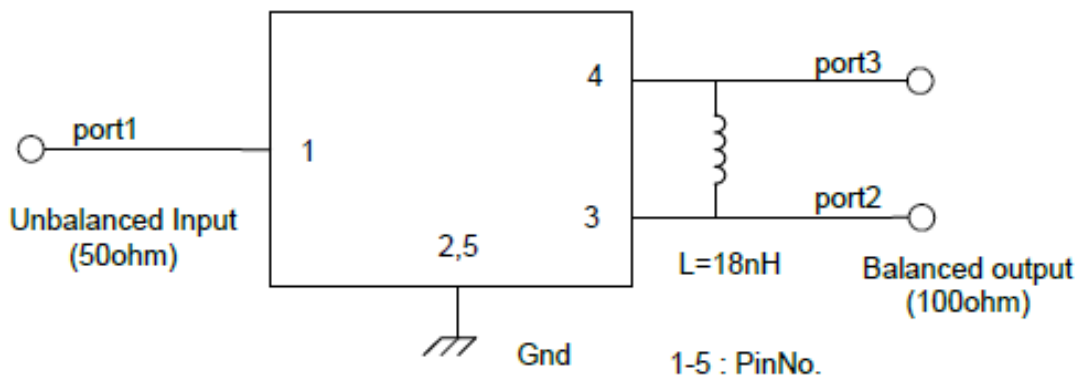 port1
1
Unbalanced Input
(50ohm)
2,5
Gnd
4
port3
3
port2
L=18nH
Balanced output
(100ohm)
1-5 : PinNo.